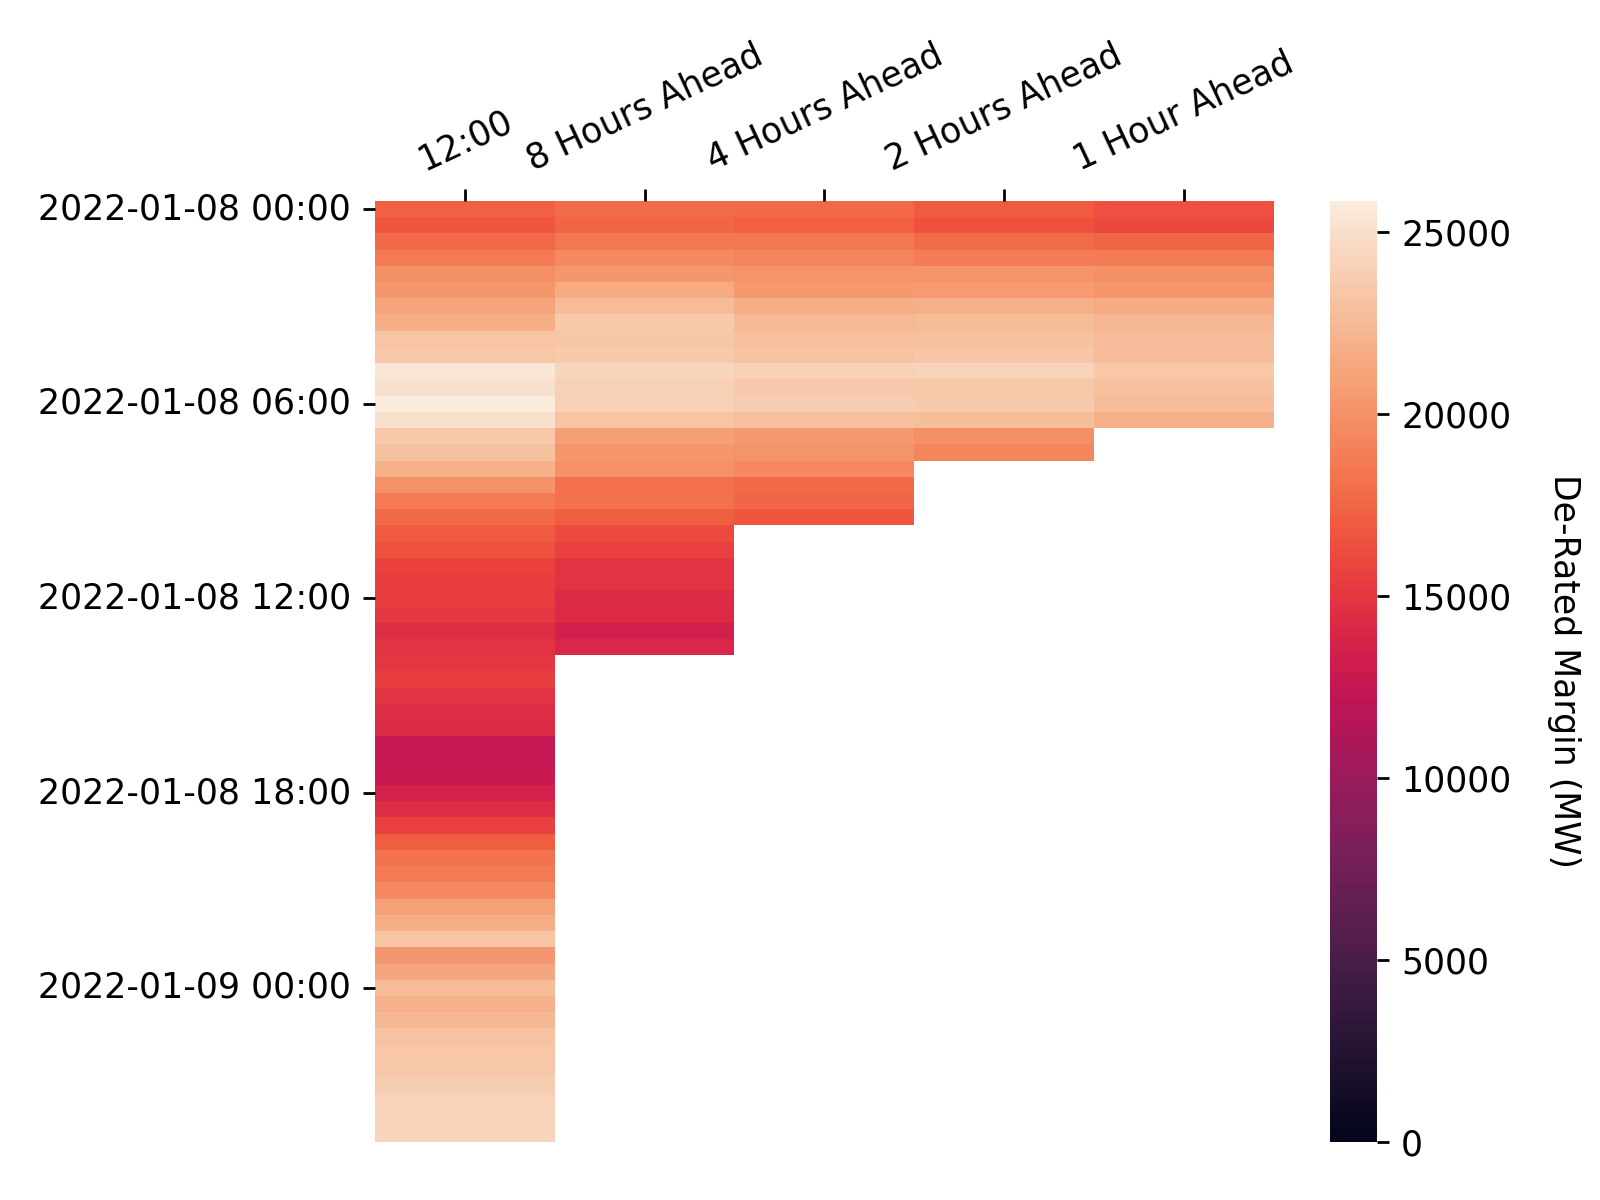 12:00
8 Hours Ahead
4 Hours Ahead
2 Hours Ahead
1 Hour Ahead
2022-01-08 00:00
2022-01-08 06:00
2022-01-08 12:00
2022-01-08 18:00
2022-01-09 00:00
25000
20000
15000
10000
5000
0
De-Rated Margin (MW)